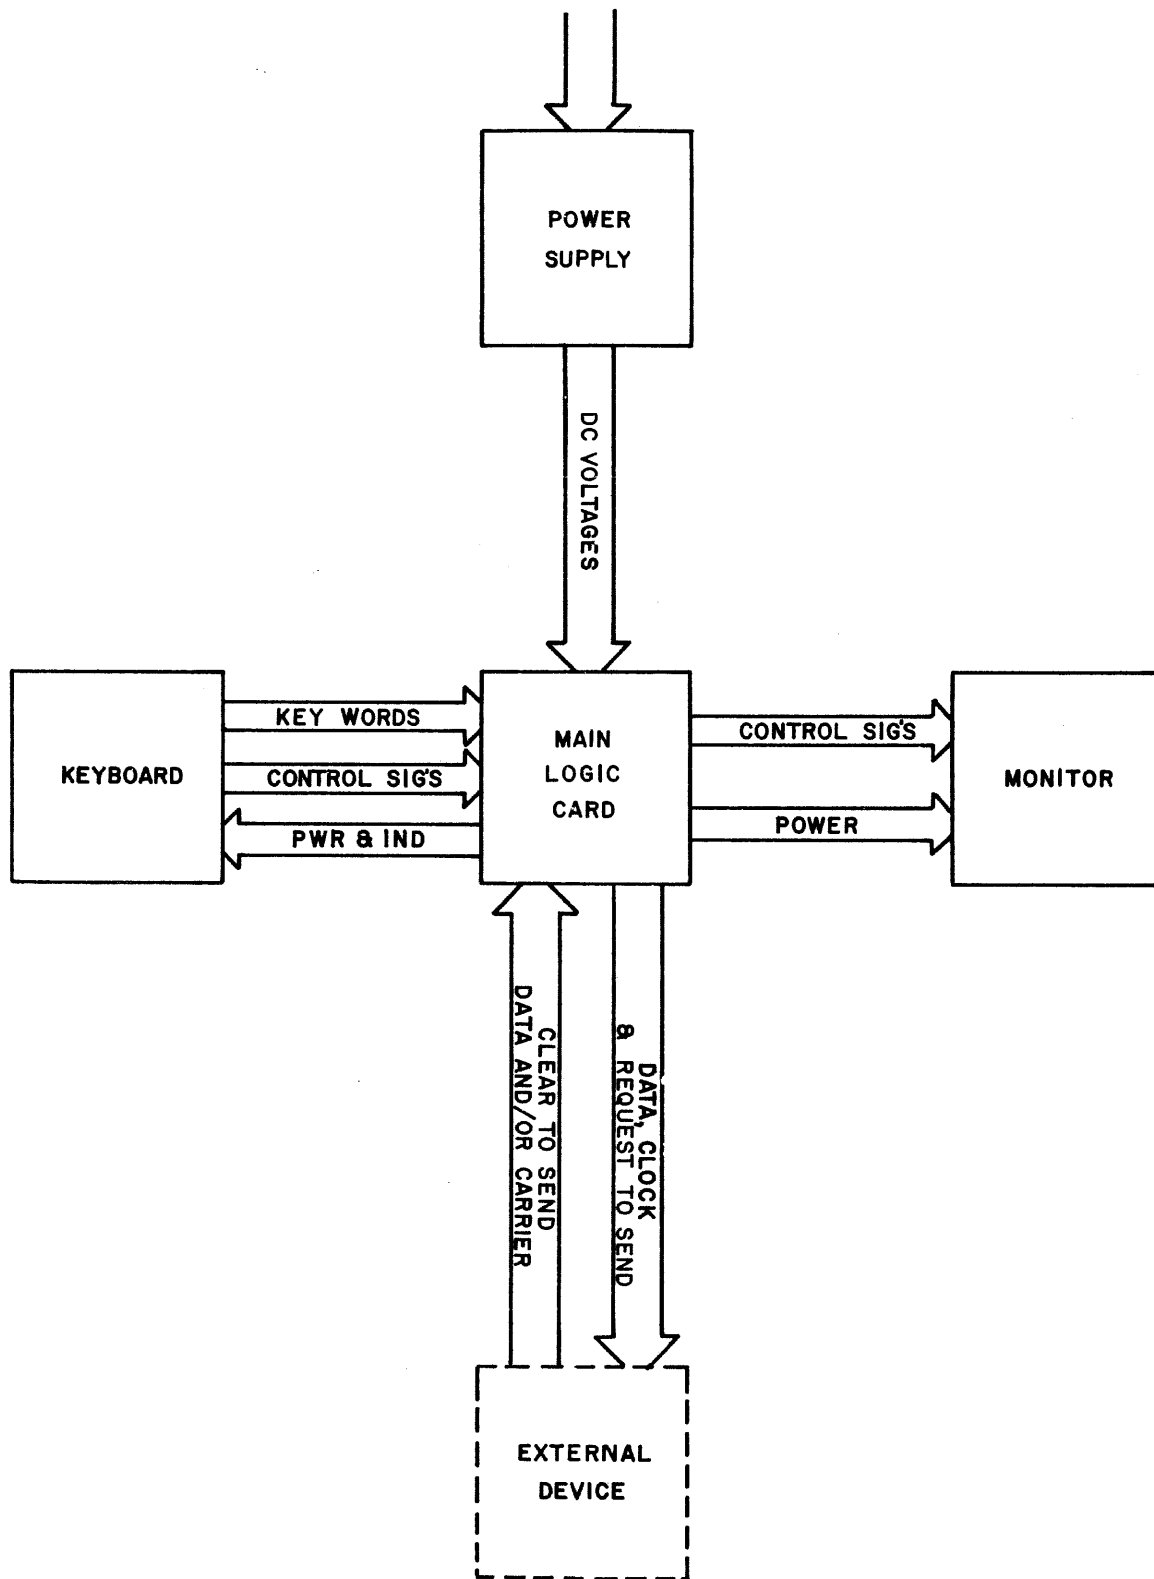 POWER
SUPPLY
DC VOLTAGES
KEYBOARD
KEY WORDS
CONTROL SIG'S
PWR & IND
MAIN
LOGIC
CARD
CONTROL SIG'S
POWER
MONITOR
CLEAR TO SEND
DATA AND/OR CARRIER
DATA, CLOCK
& REQUEST TO SEND
EXTERNAL
DEVICE